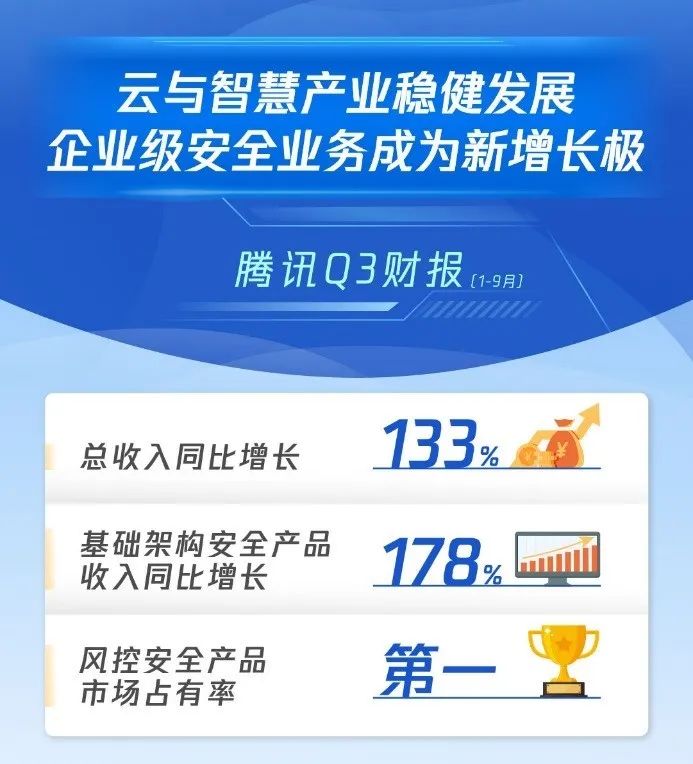 云与智慧产业稳健发展
企业级安全业务成为新增长极
腾讯Q3财报(1-9月)
总收入同比增长
133%
基础架构安全产品
收入同比增长
178%
风控安全产品
市场占有率
第一